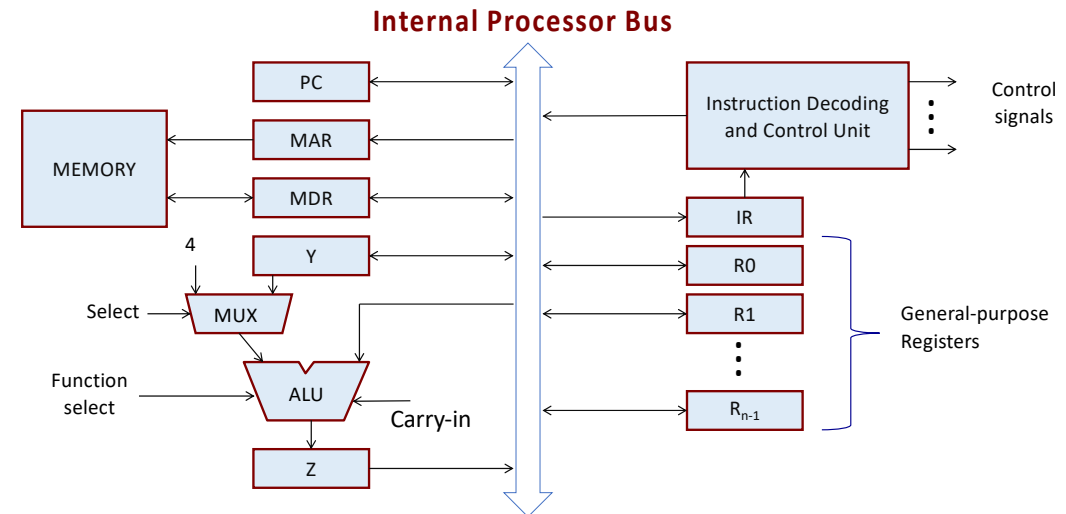 Internal Processor Bus
PC
MAR
MEMORY
MDR
4
Y
Select
MUX
Function
select
ALU
Carry-in
Z
Instruction Decoding
and Control Unit
Control
signals
IR
R0
R1
General-purpose
Registers
Rn-1